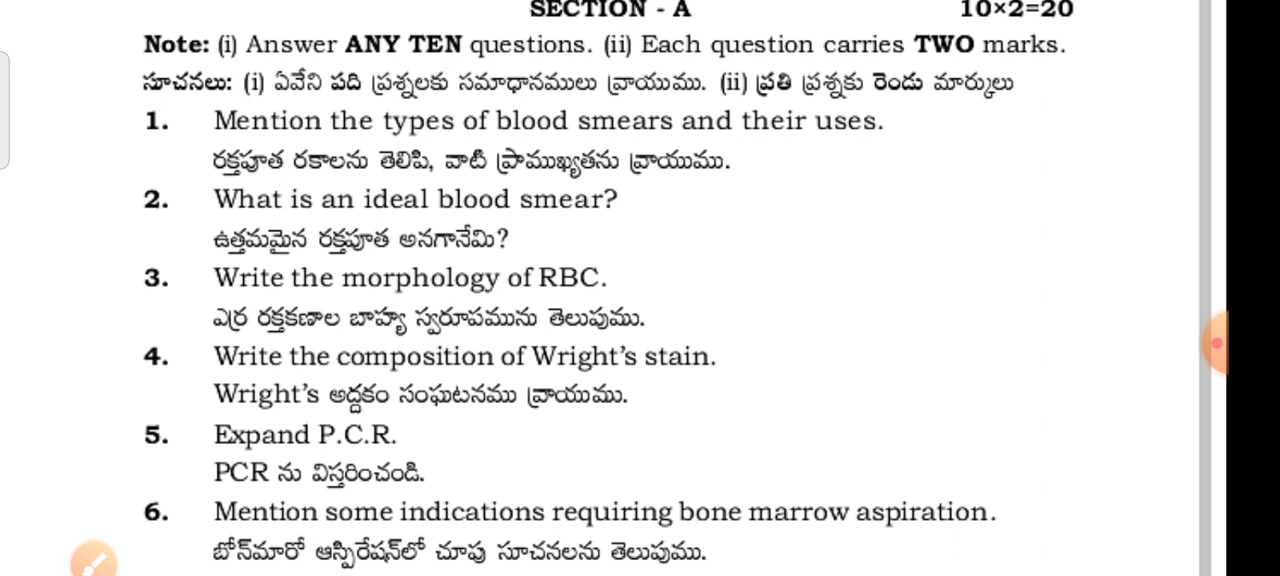 SECTION - A 10×2=20
Note: (i) Answer ANY TEN questions. (ii) Each question carries TWO marks.
సూచనలు: (i) ఏవేని పది ప్రశ్నలకు సమాధానములు వ్రాయుము. (ii) ప్రతి ప్రశ్నకు రెండు మార్కులు
1. Mention the types of blood smears and their uses.
రక్తపూత రకాలను తెలిపి, వాటి ప్రాముఖ్యతను వ్రాయుము.
2. What is an ideal blood smear?
ఉత్తమమైన రక్తపూత అనగానేమి?
3. Write the morphology of RBC.
ఎర్ర రక్తకణాల బాహ్య స్వరూపమును తెలుపుము.
4. Write the composition of Wright's stain.
Wright's అద్దకం సంఘటనము వ్రాయుము.
5. Expand P.C.R.
PCR ను విస్తరించండి.
6. Mention some indications requiring bone marrow aspiration.
బోన్‌మారో ఆస్పిరేషన్‌లో చూపు సూచనలను తెలుపుము.